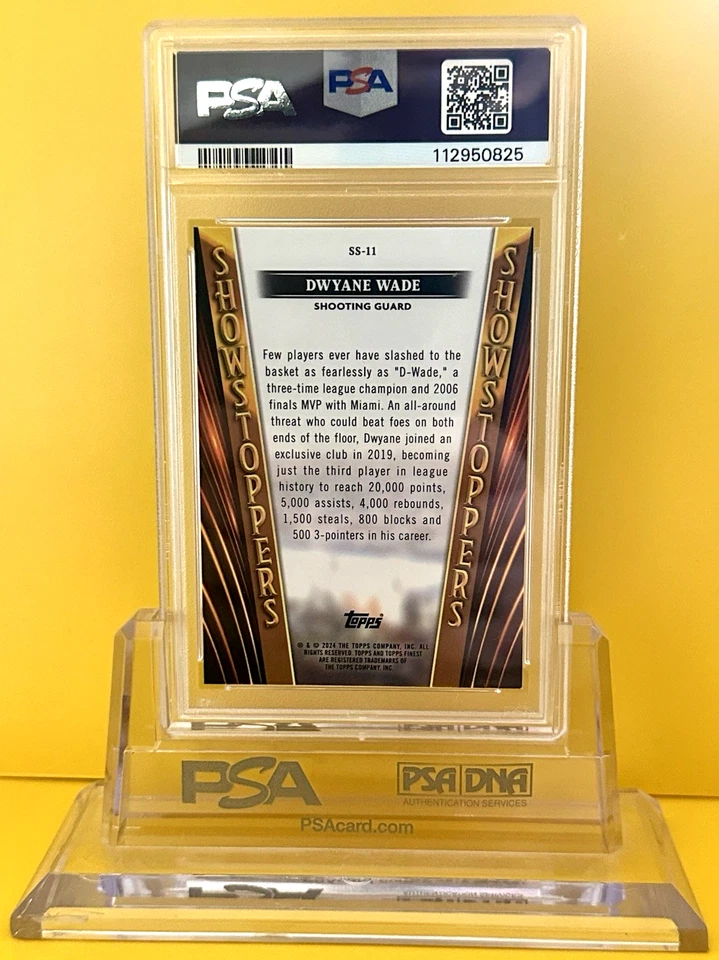 PSA PSA
112950825
SS-11
DWYANE WADE
SHOOTING GUARD
SHOWSTOPPERS
SHOWSTOPPERS
Few players ever have slashed to the
basket as fearlessly as "D-Wade," a
three-time league champion and 2006
finals MVP with Miami. An all-around
threat who could beat foes on both
ends of the floor, Dwyane joined an
exclusive club in 2019, becoming
just the third player in league
history to reach 20,000 points,
5,000 assists, 4,000 rebounds,
1,500 steals, 800 blocks and
500 3-pointers in his career.
topps
® & © 2024 THE TOPPS COMPANY, INC. ALL
RIGHTS RESERVED. TOPPS AND TOPPS FINEST
ARE REGISTERED TRADEMARKS OF
THE TOPPS COMPANY, INC.
PSA PSA DNA
AUTHENTICATION SERVICES
PSAcard.com